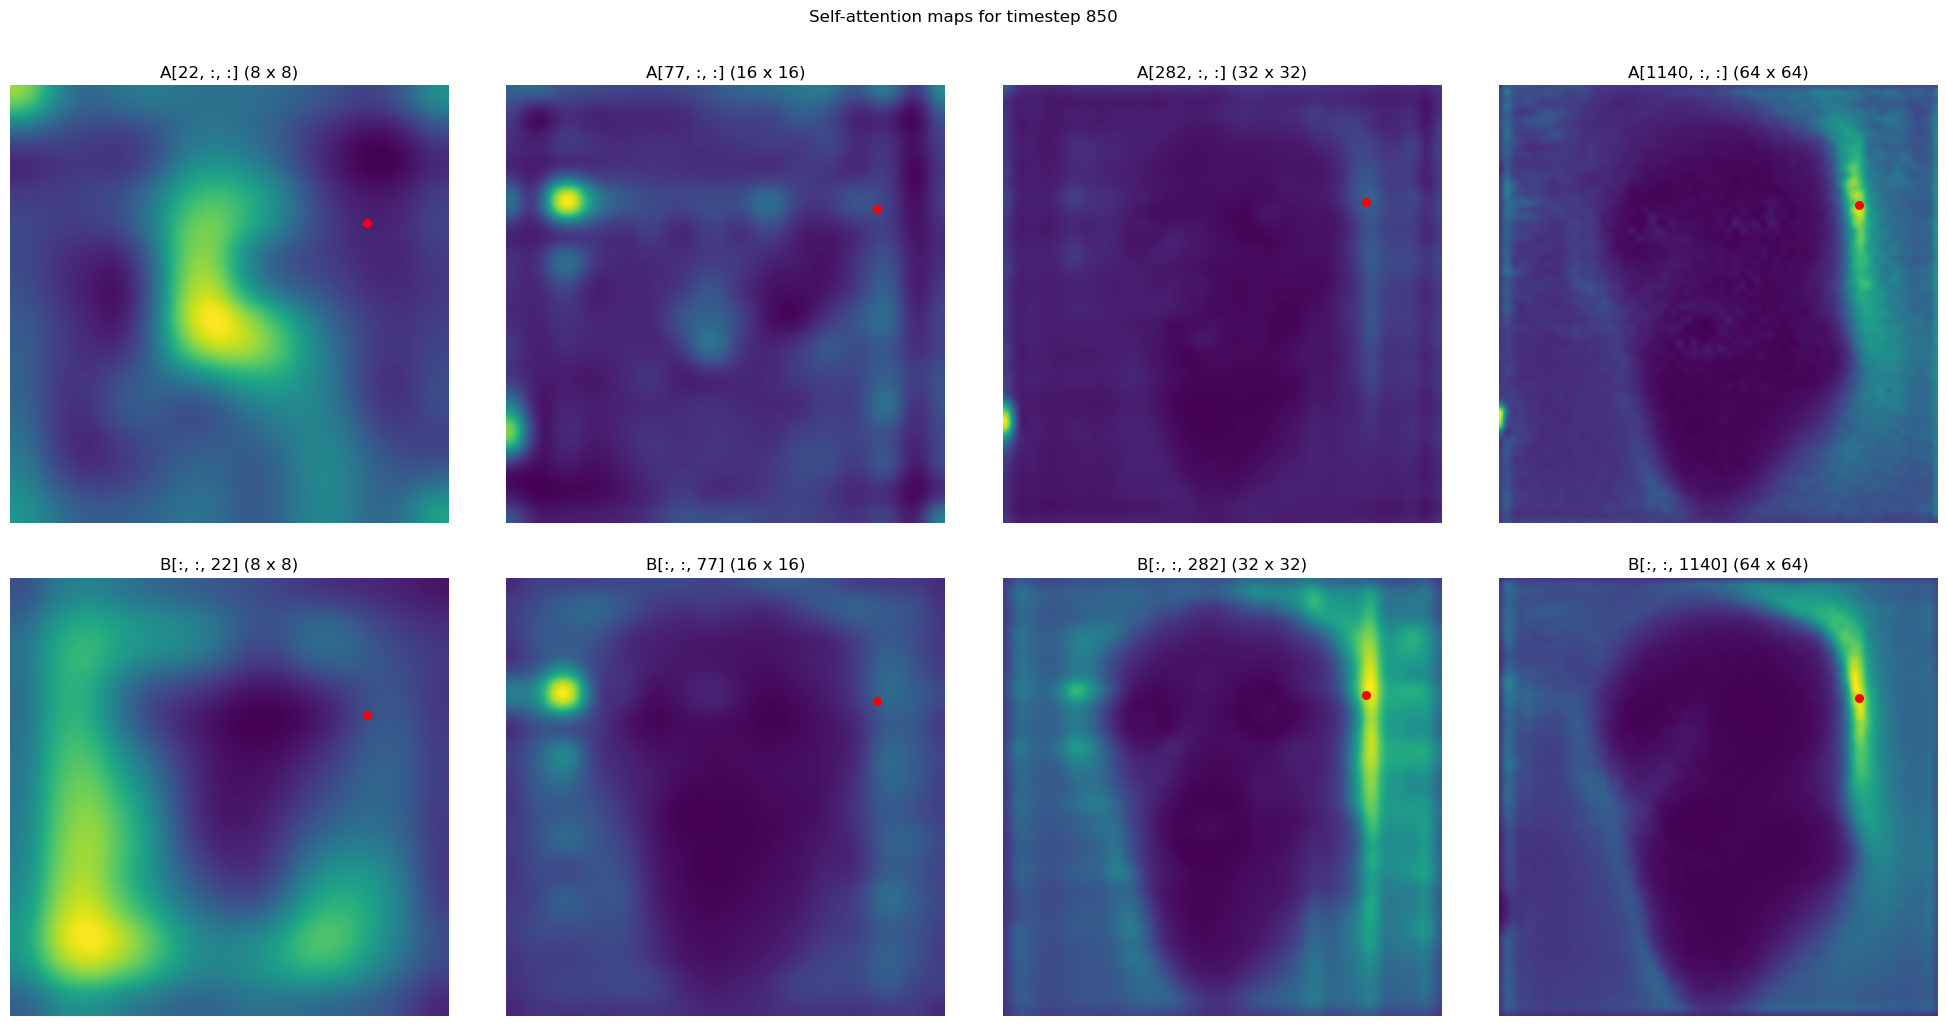 Self-attention maps for timestep 850
A[22, :, :] (8 x 8)
A[77, :, :] (16 x 16)
A[282, :, :] (32 x 32)
A[1140, :, :] (64 x 64)
B[:, :, 22] (8 x 8)
B[:, :, 77] (16 x 16)
B[:, :, 282] (32 x 32)
B[:, :, 1140] (64 x 64)